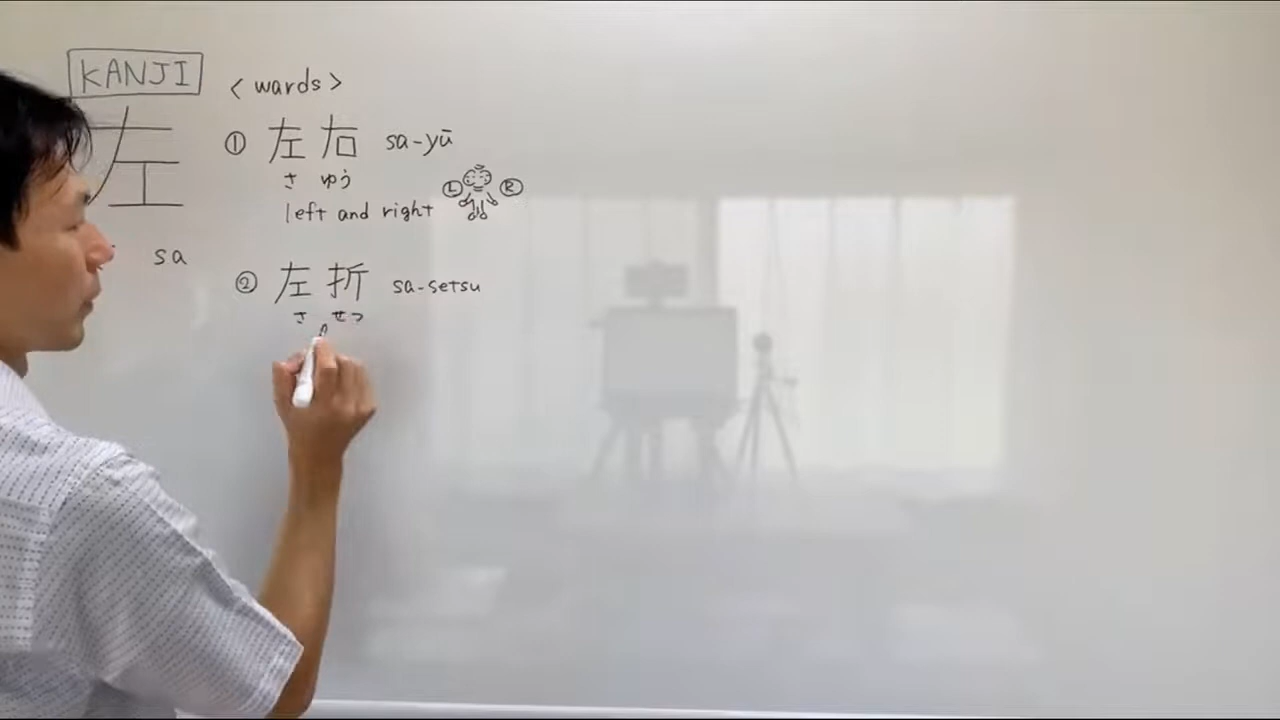 KANJI
< wards >
左
① 左右 sa-yū
さ ゆう
left and right Ⓛ Ⓡ
sa
② 左折 sa-setsu
さ せつ